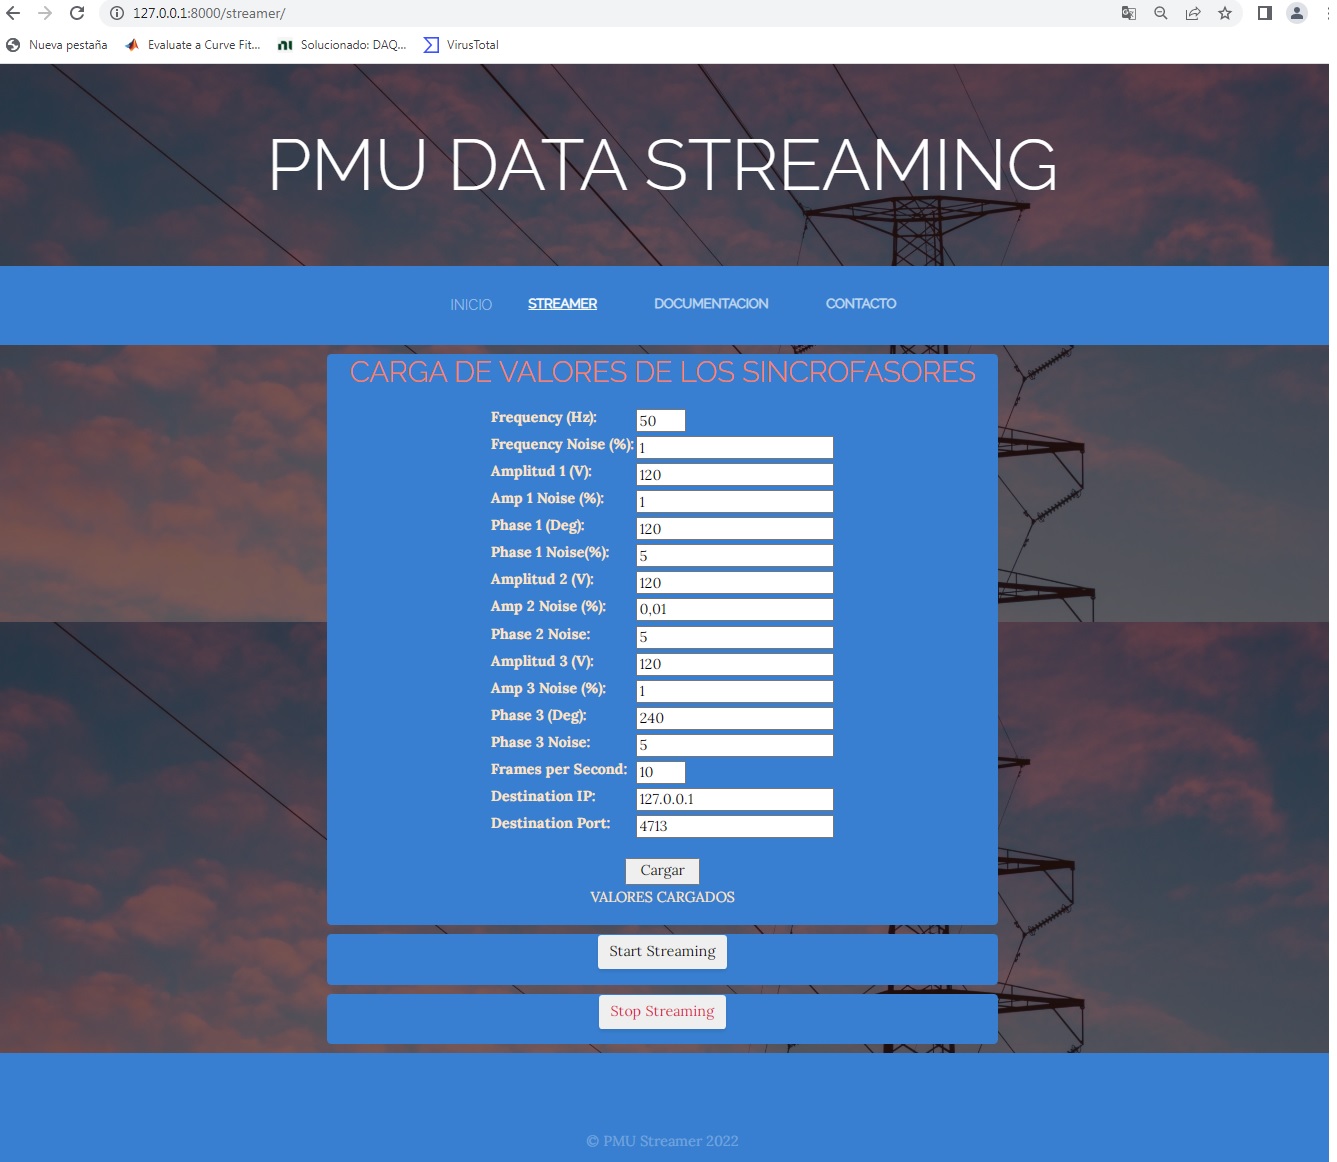 127.0.0.1:8000/streamer/
Nueva pestaña Evaluate a Curve Fit... Solucionado: DAQ... VirusTotal
PMU DATA STREAMING
INICIO STREAMER DOCUMENTACION CONTACTO
CARGA DE VALORES DE LOS SINCROFASORES
Frequency (Hz): 50
Frequency Noise (%): 1
Amplitud 1 (V): 120
Amp 1 Noise (%): 1
Phase 1 (Deg): 120
Phase 1 Noise(%): 5
Amplitud 2 (V): 120
Amp 2 Noise (%): 0,01
Phase 2 Noise: 5
Amplitud 3 (V): 120
Amp 3 Noise (%): 1
Phase 3 (Deg): 240
Phase 3 Noise: 5
Frames per Second: 10
Destination IP: 127.0.0.1
Destination Port: 4713
Cargar
VALORES CARGADOS
Start Streaming
Stop Streaming
© PMU Streamer 2022